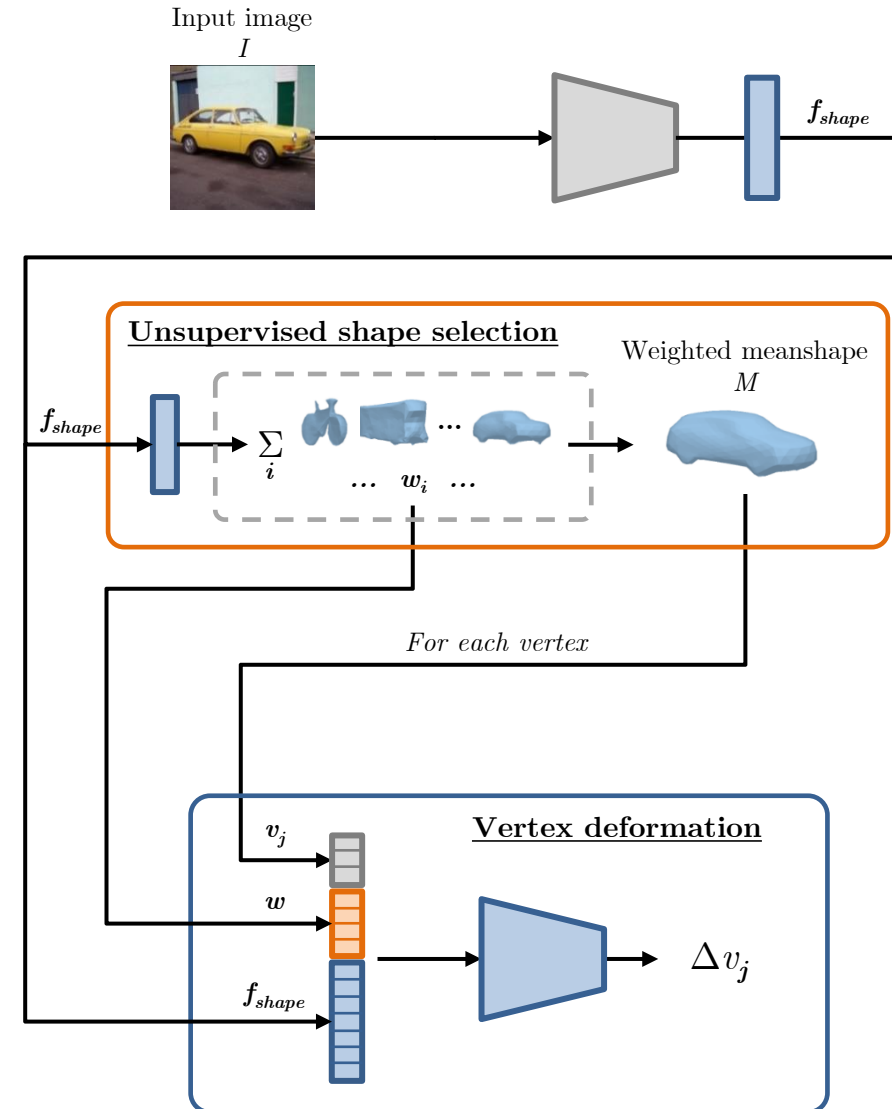 Input image
I
f_shape
Unsupervised shape selection
Weighted meanshape
M
f_shape
∑ ...
i
... w_i ...
For each vertex
v_j
Vertex deformation
w
Δv_j
f_shape